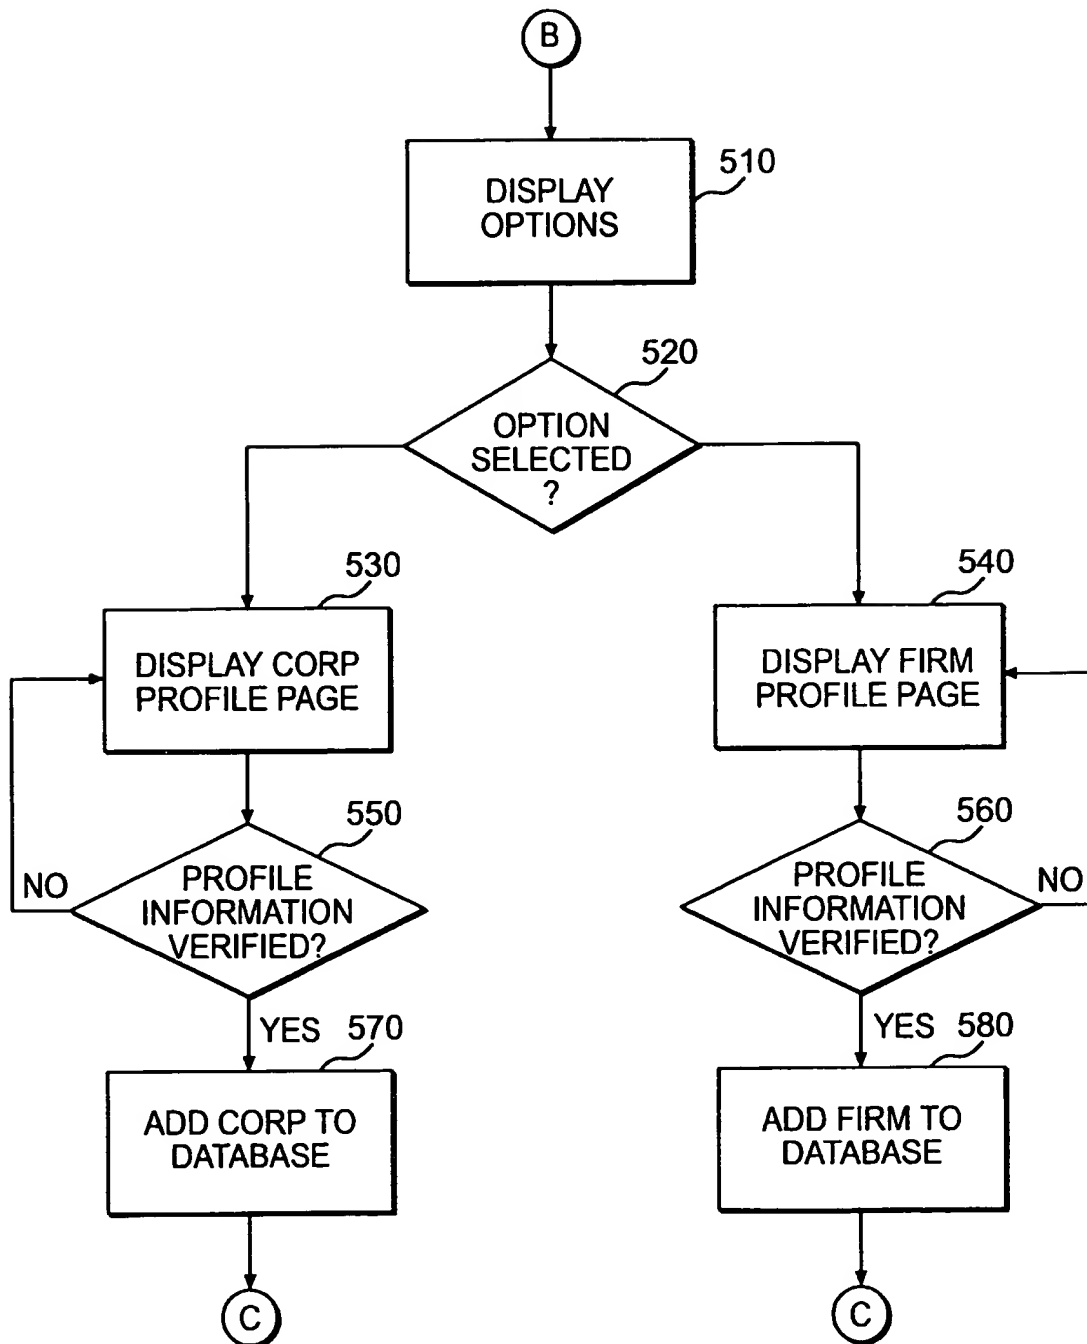 B
510
DISPLAY
OPTIONS
520
OPTION
SELECTED
?
530
DISPLAY CORP
PROFILE PAGE
540
DISPLAY FIRM
PROFILE PAGE
550
NO
PROFILE
INFORMATION
VERIFIED?
560
PROFILE
INFORMATION
VERIFIED?
NO
YES
570
ADD CORP TO
DATABASE
YES
580
ADD FIRM TO
DATABASE
C
C